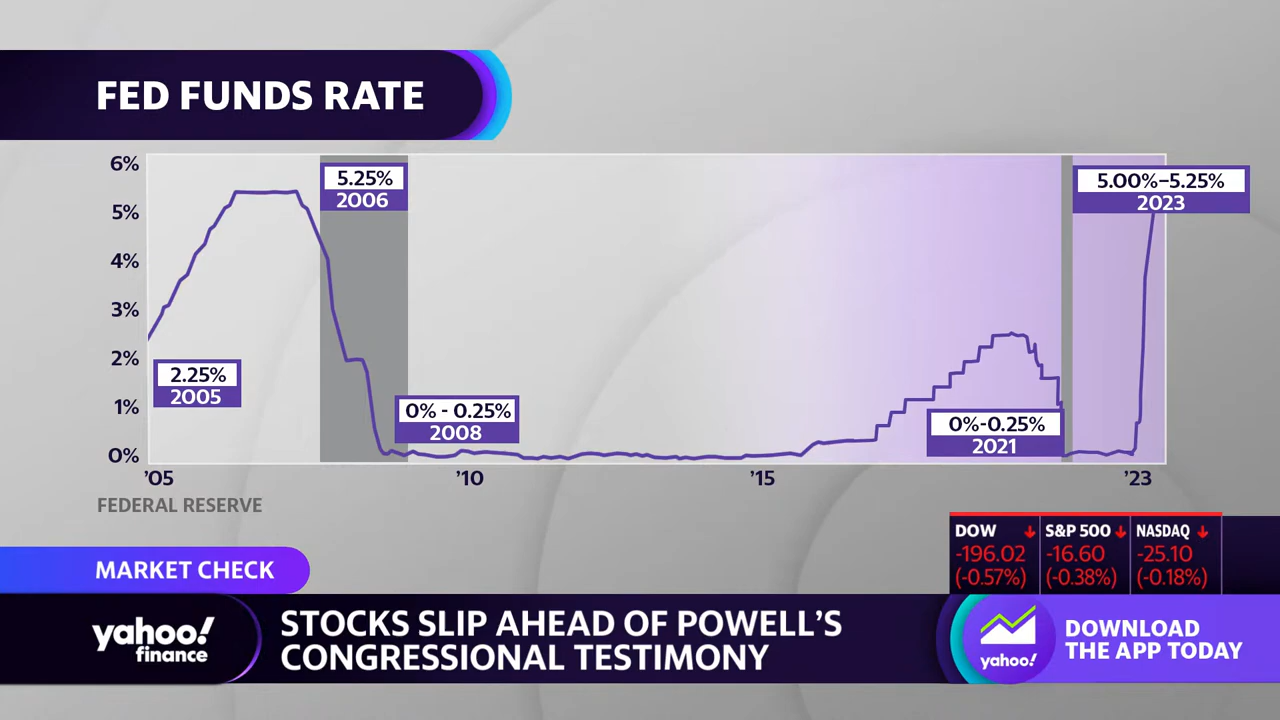 FED FUNDS RATE
6%
5%
4%
3%
2%
1%
0%
5.25%
2006
5.00%–5.25%
2023
2.25%
2005
0% - 0.25%
2008
0%-0.25%
2021
’05
’10
’15
’23
FEDERAL RESERVE
DOW
-196.02
(-0.57%)
S&P 500
-16.60
(-0.38%)
NASDAQ
-25.10
(-0.18%)
MARKET CHECK
yahoo!
finance
STOCKS SLIP AHEAD OF POWELL’S
CONGRESSIONAL TESTIMONY
yahoo!
DOWNLOAD
THE APP TODAY